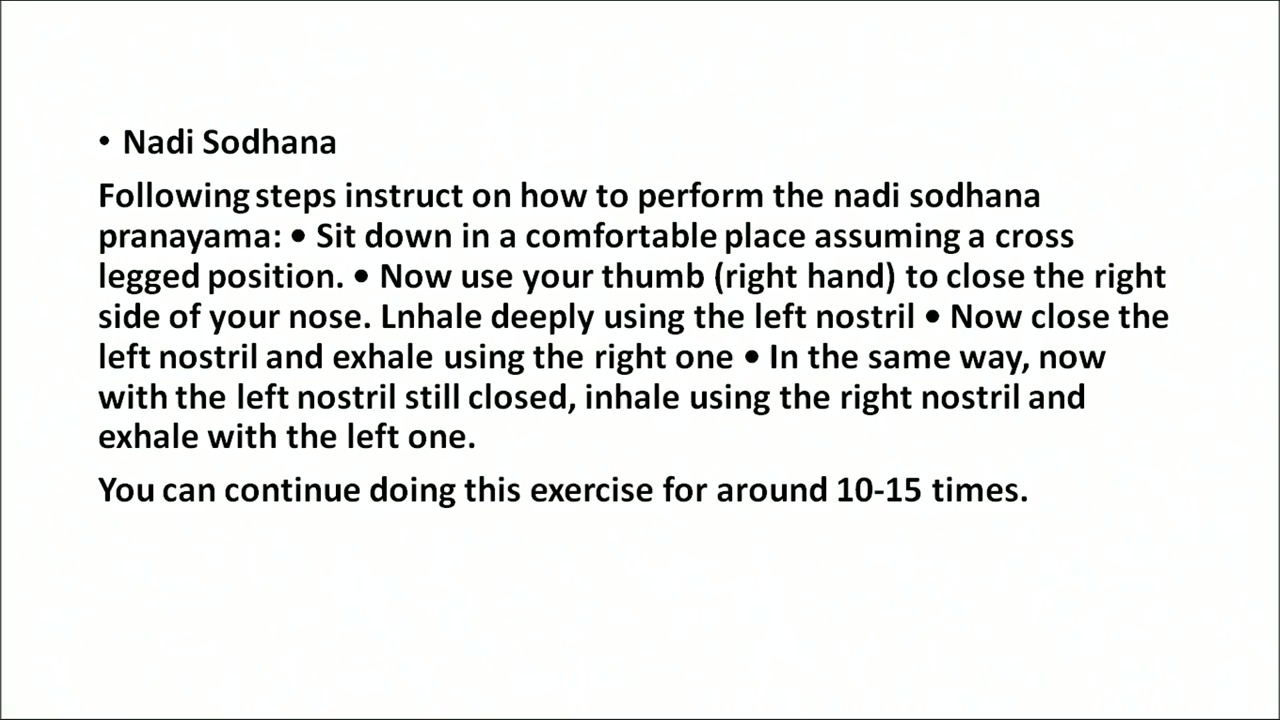 • Nadi Sodhana
Following steps instruct on how to perform the nadi sodhana
pranayama: • Sit down in a comfortable place assuming a cross
legged position. • Now use your thumb (right hand) to close the right
side of your nose. Lnhale deeply using the left nostril • Now close the
left nostril and exhale using the right one • In the same way, now
with the left nostril still closed, inhale using the right nostril and
exhale with the left one.
You can continue doing this exercise for around 10-15 times.